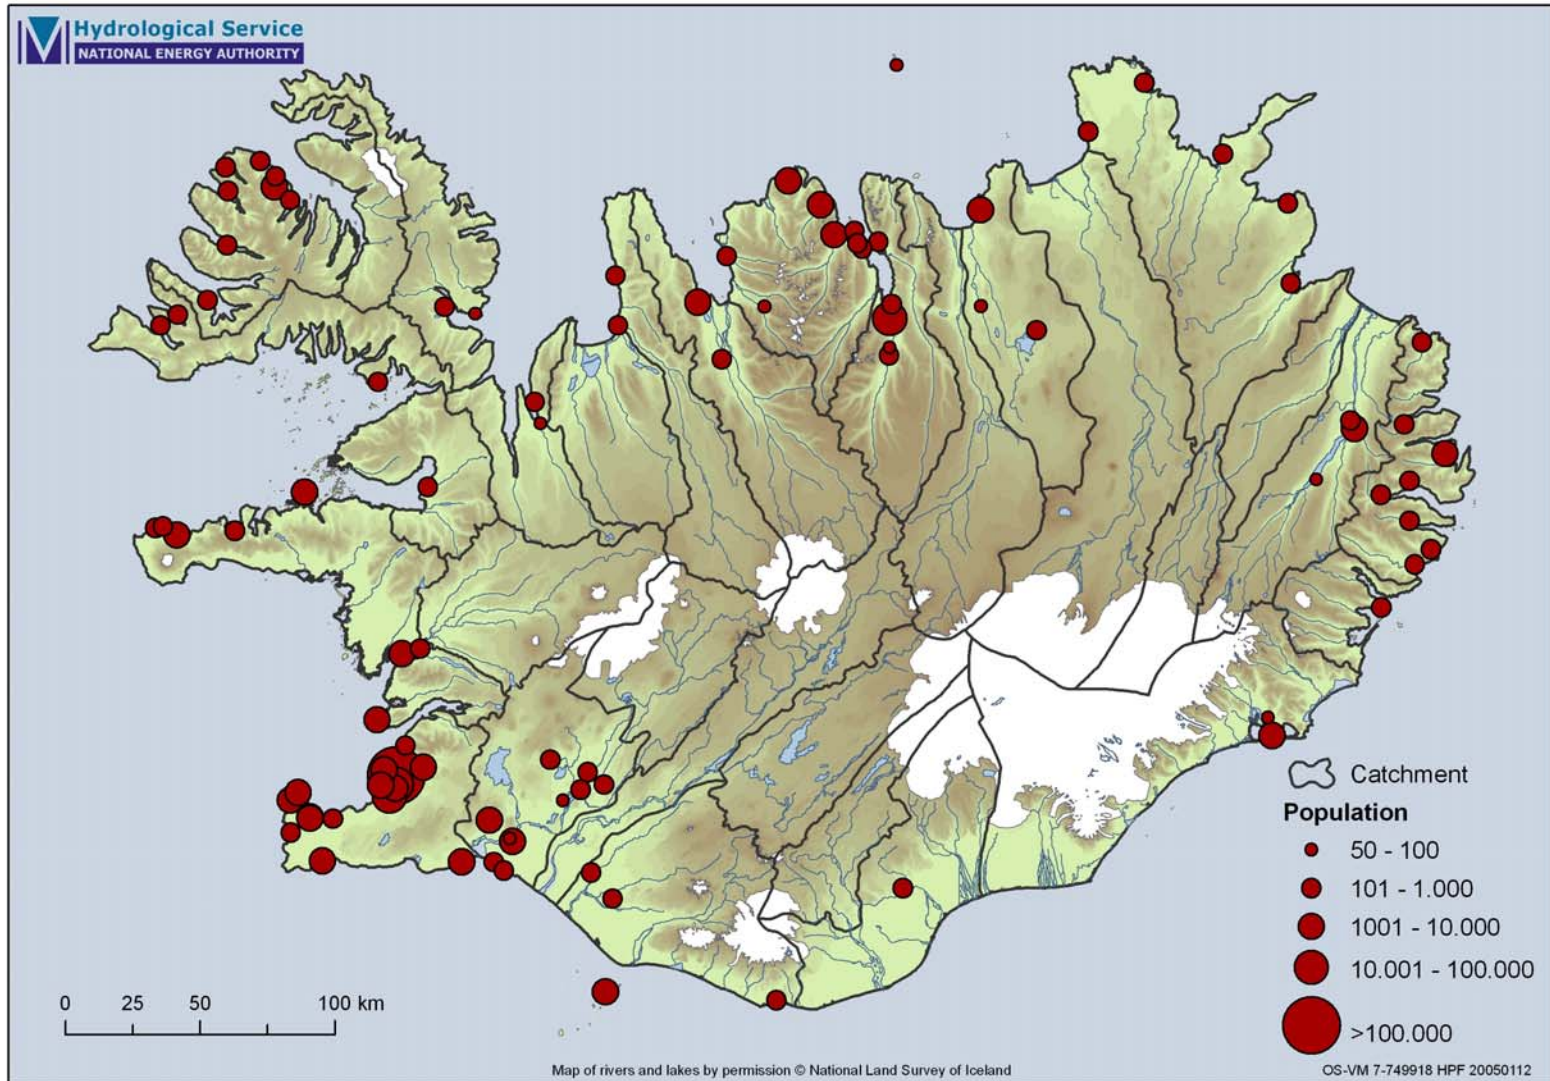 Hydrological Service
NATIONAL ENERGY AUTHORITY
Catchment
Population
50 - 100
101 - 1.000
1001 - 10.000
10.001 - 100.000
>100.000
0 25 50 100 km
Map of rivers and lakes by permission © National Land Survey of Iceland
OS-VM 7-749918 HPF 20050112